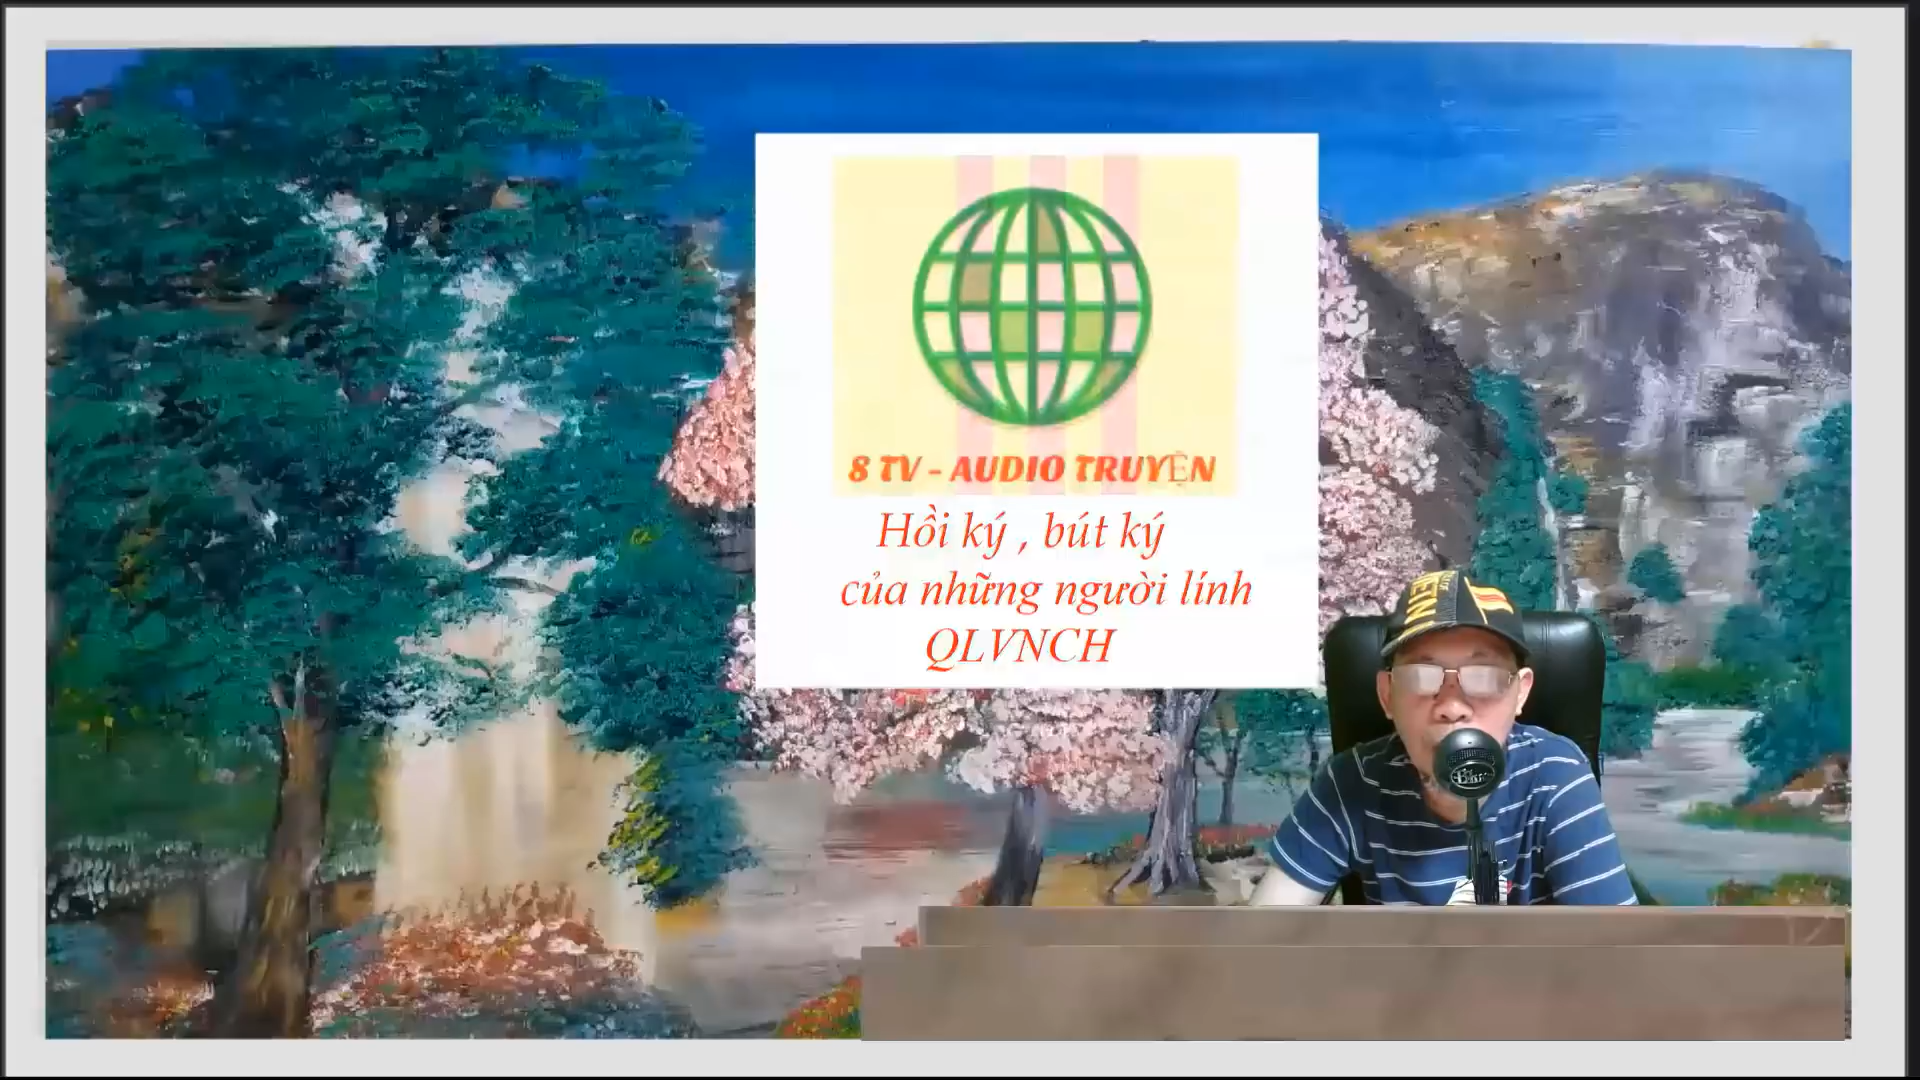 8 TV - AUDIO TRUYỆN
Hồi ký , bút ký
của những người lính
QLVNCH